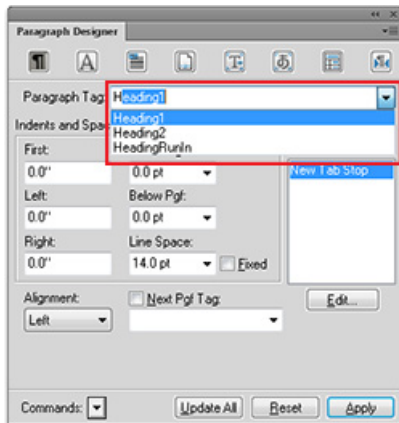 Paragraph Designer
Paragraph Tag: Heading1
Heading1
Heading2
HeadingRunIn
Indents and Spa
First:
0.0" 0.0 pt New Tab Stop
Left: Below Pgf:
0.0" 0.0 pt
Right: Line Space:
0.0" 14.0 pt Fixed
Alignment: Next Pgf Tag: Edit...
Left
Commands: Update All Reset Apply